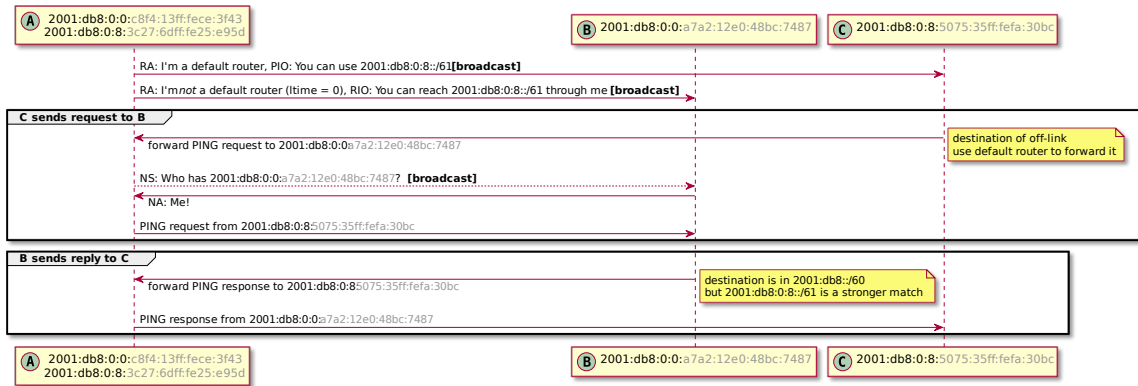 A 2001:db8:0:0:c8f4:13ff:fece:3f43
2001:db8:0:8:3c27:6dff:fe25:e95d
B 2001:db8:0:0:a7a2:12e0:48bc:7487
C 2001:db8:0:8:5075:35ff:fefa:30bc
RA: I'm a default router, PIO: You can use 2001:db8:0:8::/61[broadcast]
RA: I'm not a default router (ltime = 0), RIO: You can reach 2001:db8:0:8::/61 through me [broadcast]
C sends request to B
destination of off-link
use default router to forward it
forward PING request to 2001:db8:0:0:a7a2:12e0:48bc:7487
NS: Who has 2001:db8:0:0:a7a2:12e0:48bc:7487? [broadcast]
NA: Me!
PING request from 2001:db8:0:8:5075:35ff:fefa:30bc
B sends reply to C
destination is in 2001:db8::/60
but 2001:db8:0:8::/61 is a stronger match
forward PING response to 2001:db8:0:8:5075:35ff:fefa:30bc
PING response from 2001:db8:0:0:a7a2:12e0:48bc:7487
A 2001:db8:0:0:c8f4:13ff:fece:3f43
2001:db8:0:8:3c27:6dff:fe25:e95d
B 2001:db8:0:0:a7a2:12e0:48bc:7487
C 2001:db8:0:8:5075:35ff:fefa:30bc